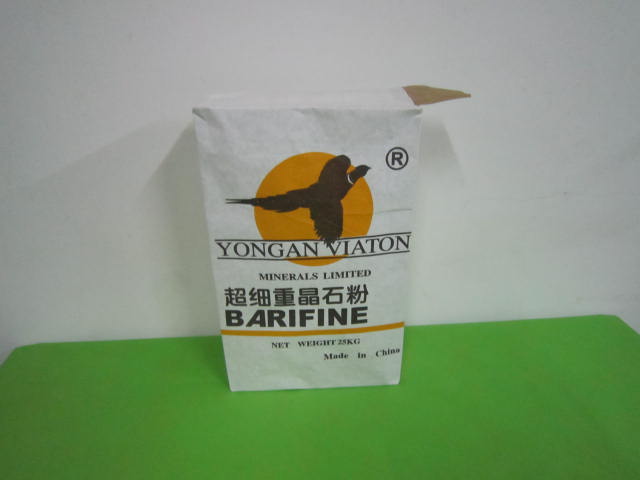 ®
YONGAN VIATON
MINERALS LIMITED
超细重晶石粉
BARIFINE
NET WEIGHT 25KG
Made in China